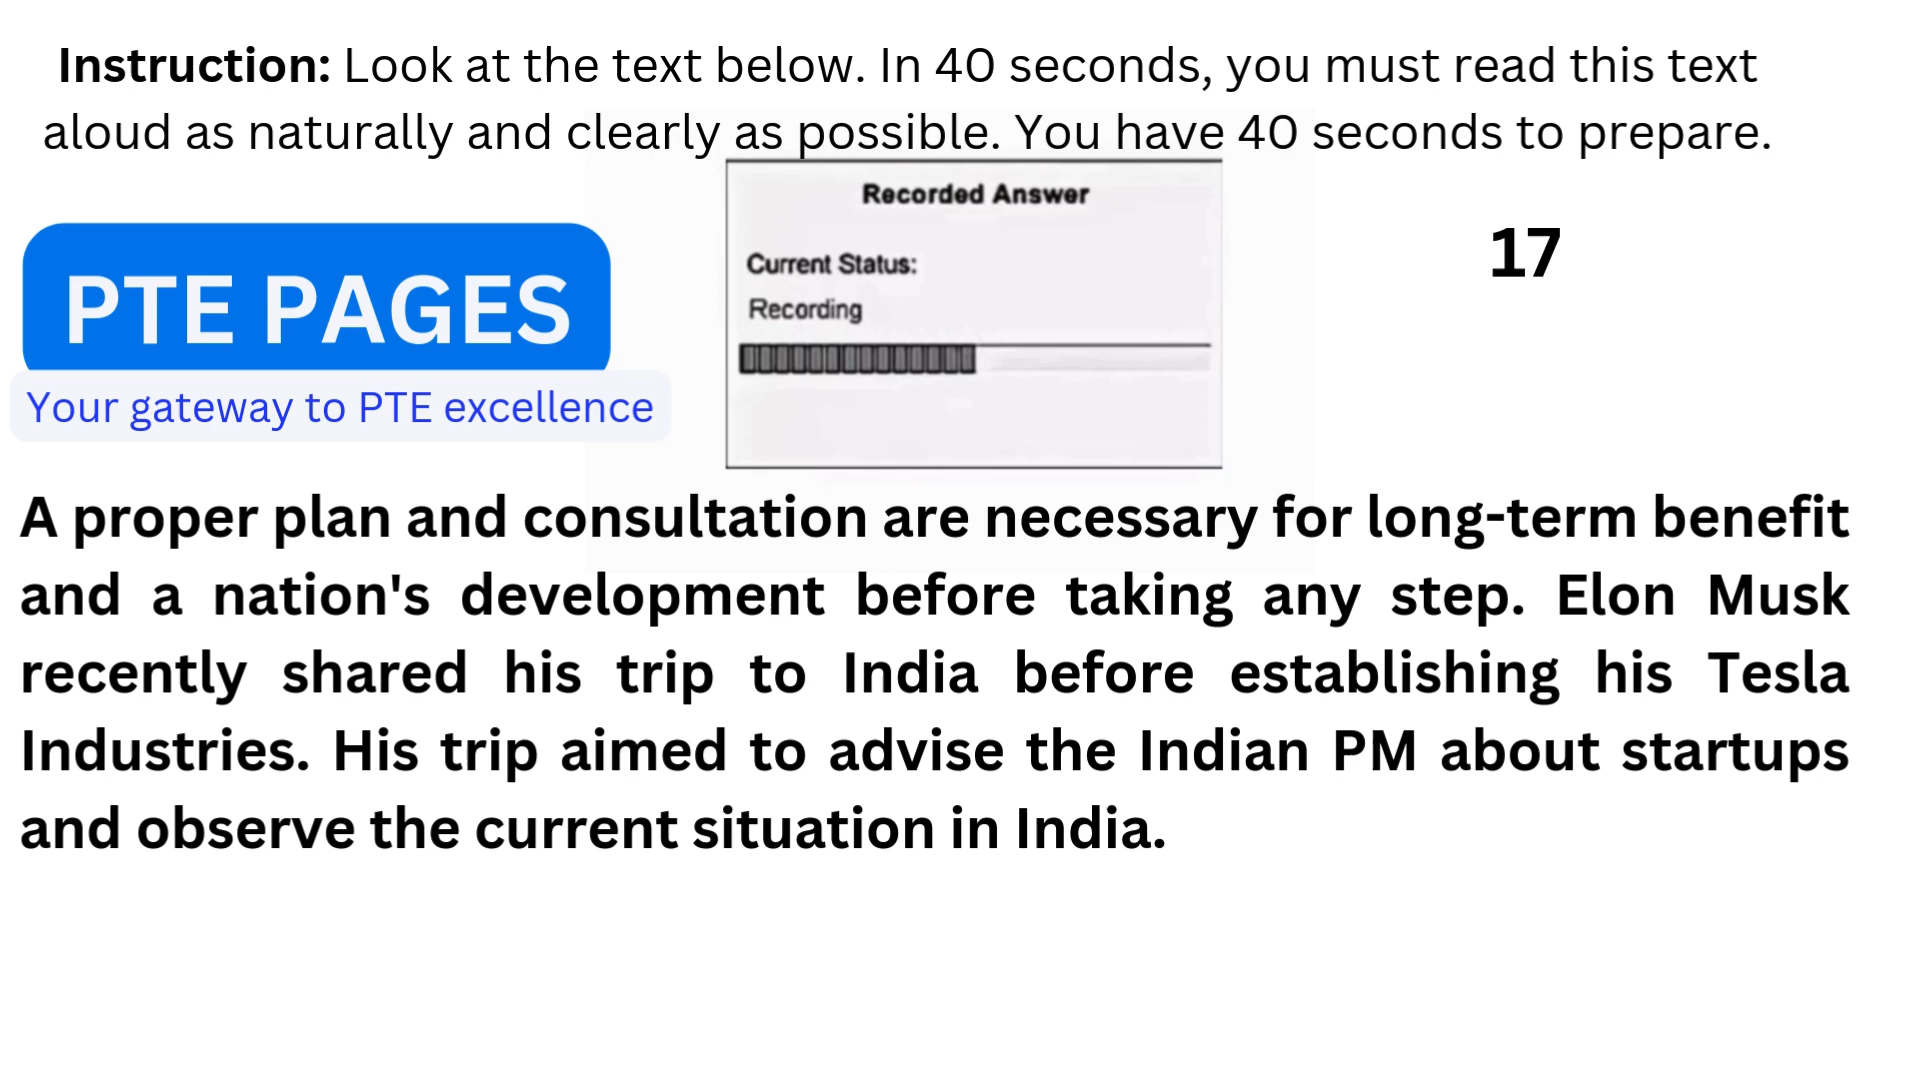 Instruction: Look at the text below. In 40 seconds, you must read this text
aloud as naturally and clearly as possible. You have 40 seconds to prepare.
Recorded Answer
17
Current Status:
Recording
PTE PAGES
Your gateway to PTE excellence
A proper plan and consultation are necessary for long-term benefit
and a nation's development before taking any step. Elon Musk
recently shared his trip to India before establishing his Tesla
Industries. His trip aimed to advise the Indian PM about startups
and observe the current situation in India.